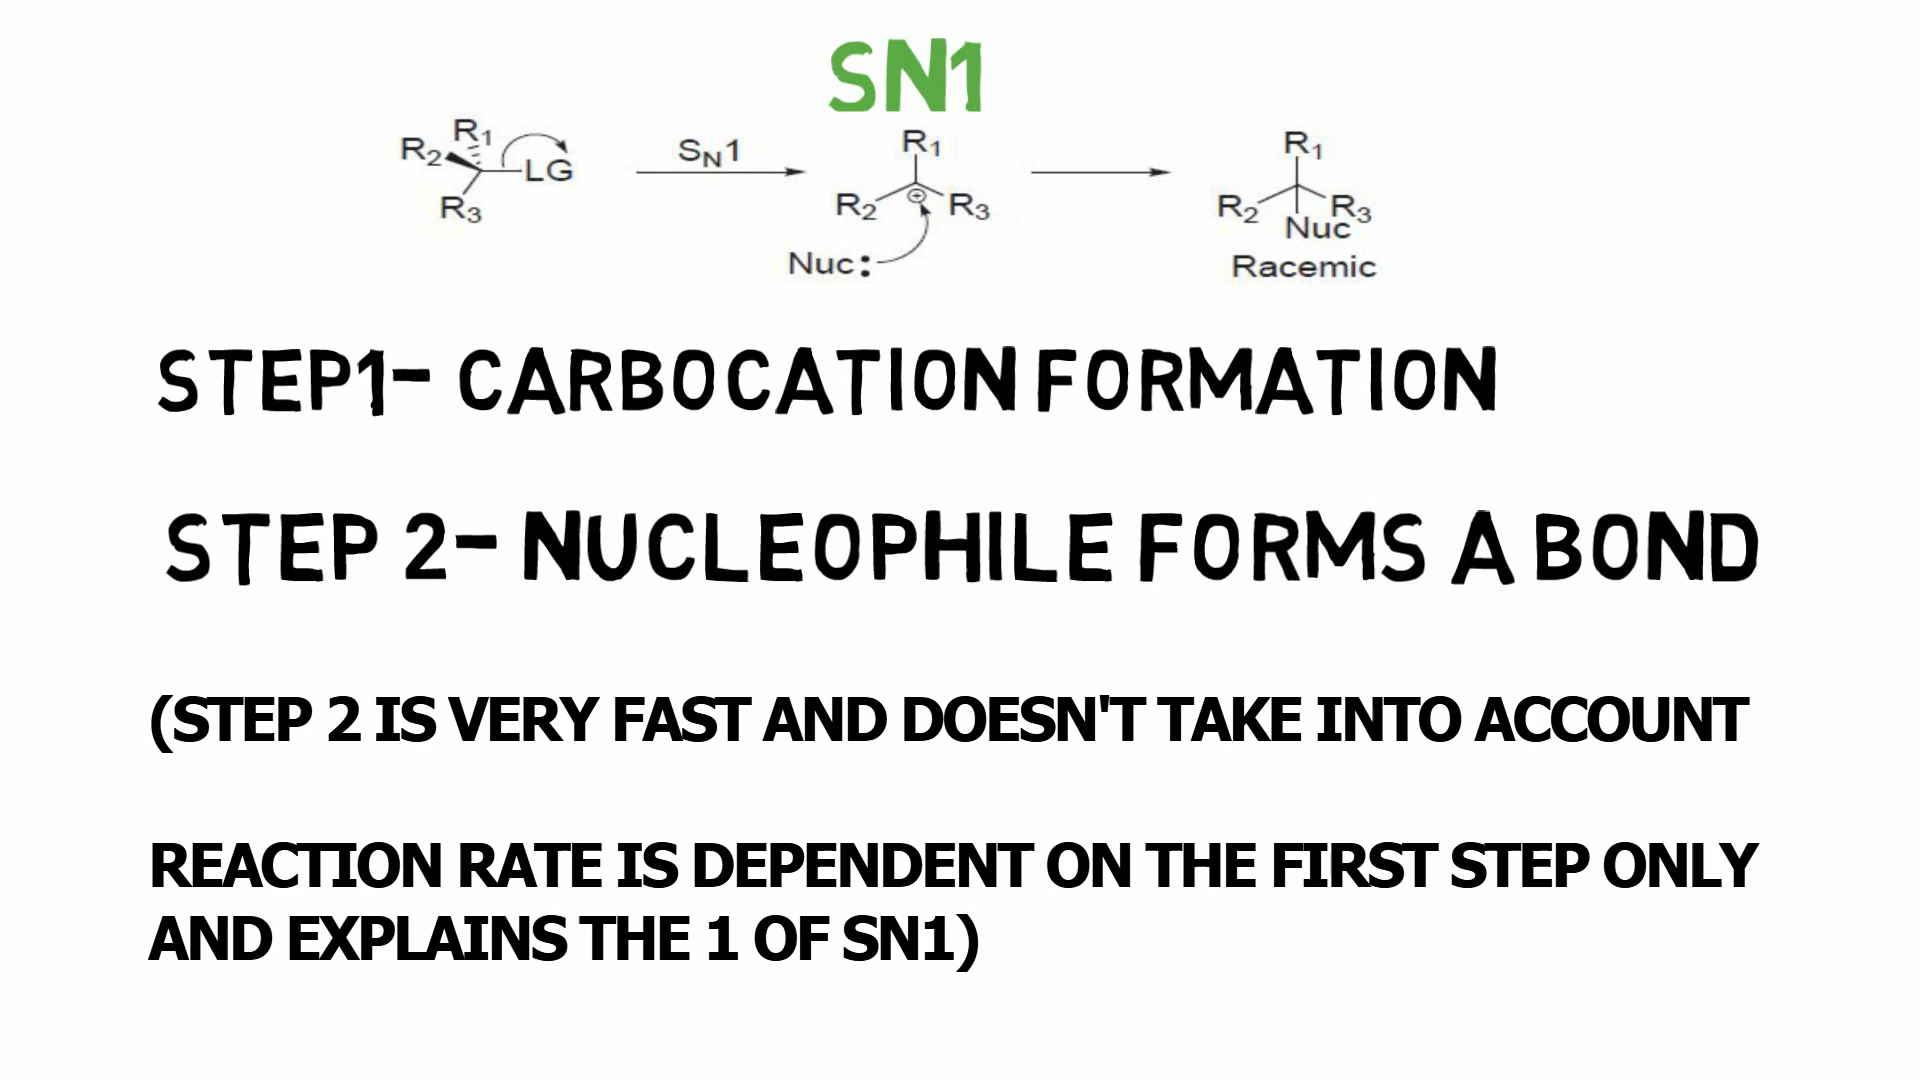 SN1
R1
R2
LG
R3
SN1
R1
R2
R3
Nuc:
R1
R2
R3
Nuc
Racemic
STEP1- CARBOCATION FORMATION
STEP 2- NUCLEOPHILE FORMS A BOND
(STEP 2 IS VERY FAST AND DOESN'T TAKE INTO ACCOUNT
REACTION RATE IS DEPENDENT ON THE FIRST STEP ONLY
AND EXPLAINS THE 1 OF SN1)